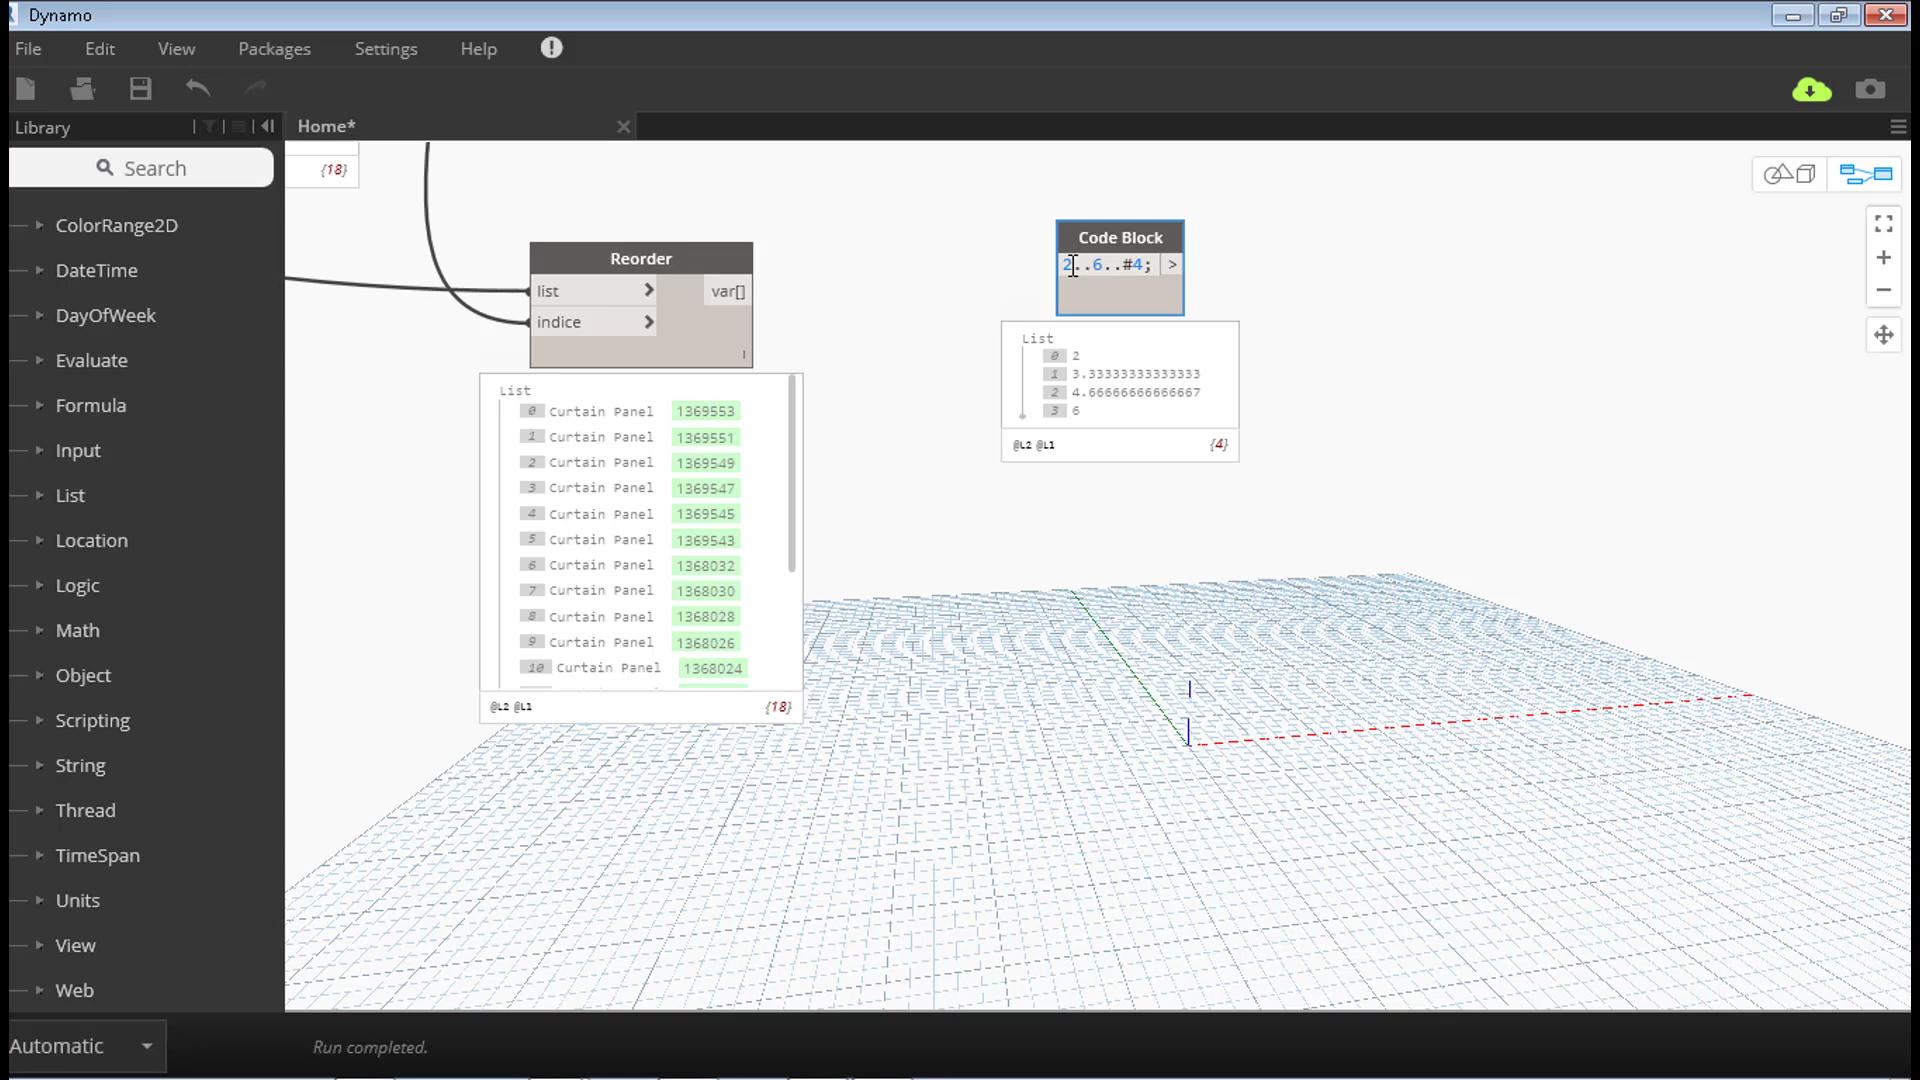 Dynamo
File Edit View Packages Settings Help
Library
Home*
Search
ColorRange2D
DateTime
DayOfWeek
Evaluate
Formula
Input
List
Location
Logic
Math
Object
Scripting
String
Thread
TimeSpan
Units
View
Web
{18}
Reorder
list > var[]
indice >
List
0 Curtain Panel 1369553
1 Curtain Panel 1369551
2 Curtain Panel 1369549
3 Curtain Panel 1369547
4 Curtain Panel 1369545
5 Curtain Panel 1369543
6 Curtain Panel 1368032
7 Curtain Panel 1368030
8 Curtain Panel 1368028
9 Curtain Panel 1368026
10 Curtain Panel 1368024
@L2 @L1 {18}
Code Block
2..6..#4; >
List
0 2
1 3.33333333333333
2 4.66666666666667
3 6
@L2 @L1 {4}
Automatic
Run completed.